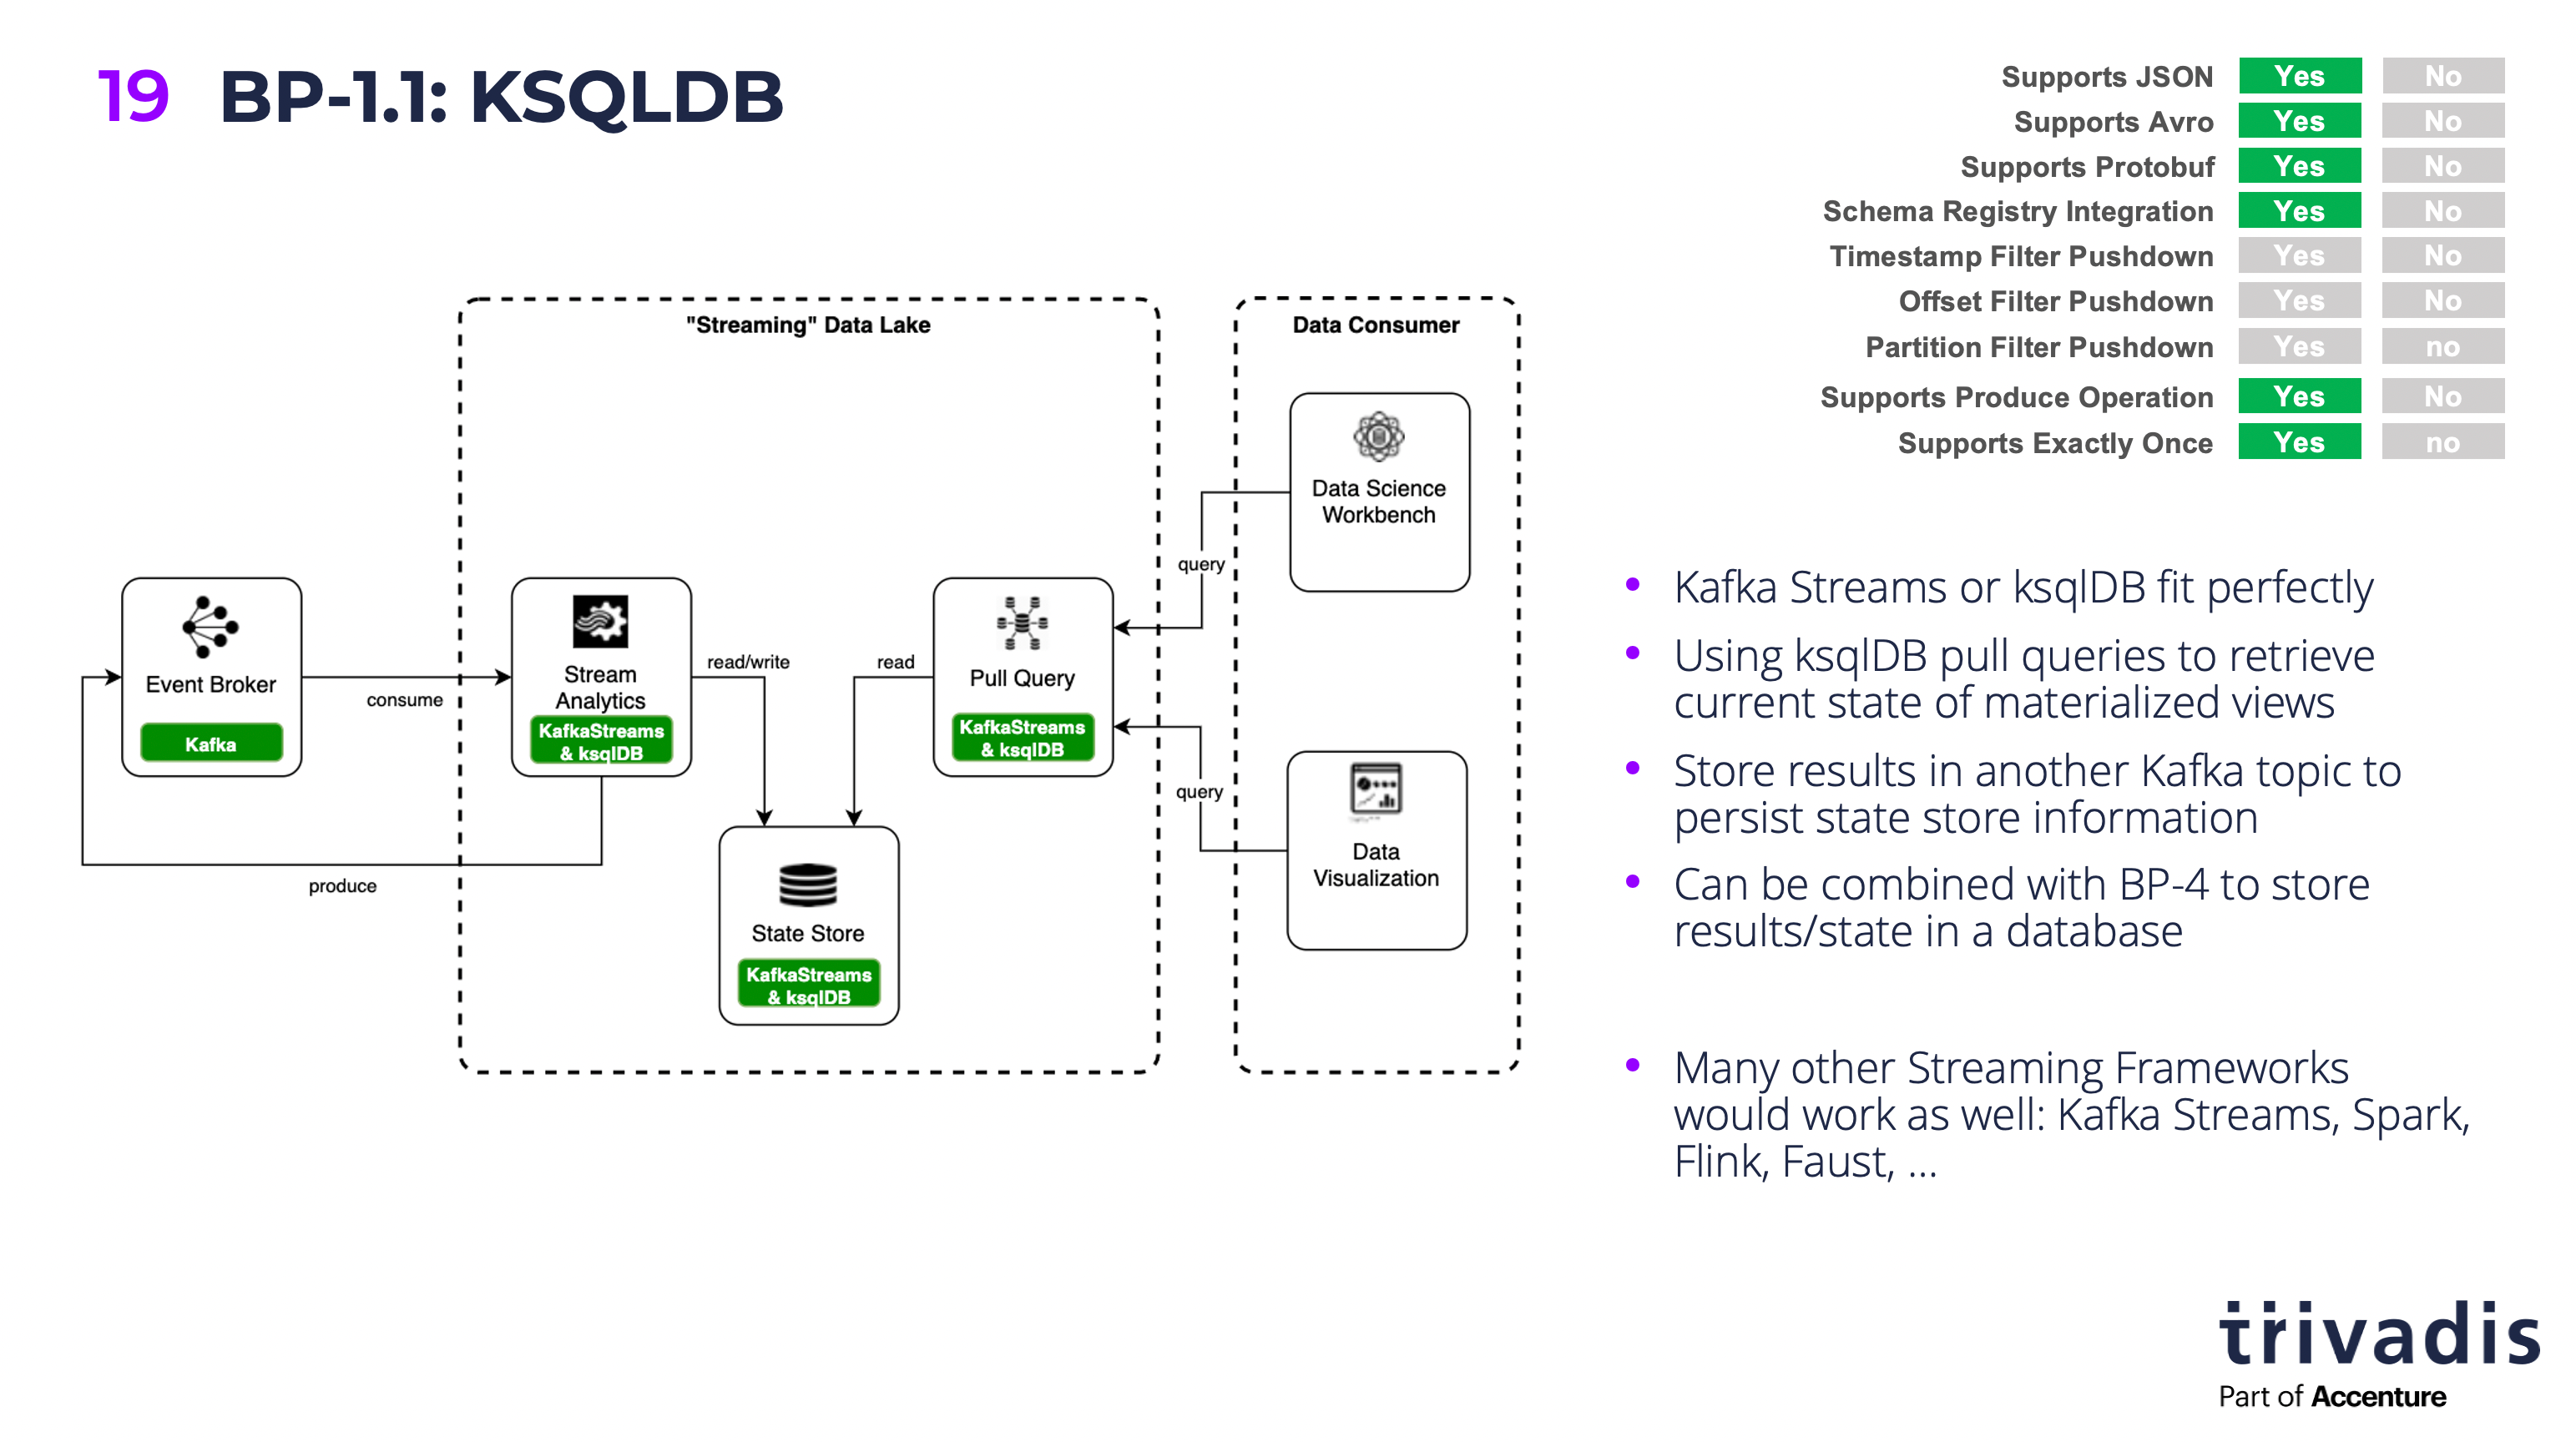 19 BP-1.1: KSQLDB
Supports JSON Yes No
Supports Avro Yes No
Supports Protobuf Yes No
Schema Registry Integration Yes No
Timestamp Filter Pushdown Yes No
Offset Filter Pushdown Yes No
Partition Filter Pushdown Yes no
Supports Produce Operation Yes No
Supports Exactly Once Yes no
"Streaming" Data Lake
Data Consumer
Event Broker
Kafka
consume
produce
Stream
Analytics
KafkaStreams
& ksqlDB
read/write
read
State Store
KafkaStreams
& ksqlDB
Pull Query
KafkaStreams
& ksqlDB
query
query
Data Science
Workbench
Data
Visualization
• Kafka Streams or ksqlDB fit perfectly
• Using ksqlDB pull queries to retrieve
current state of materialized views
• Store results in another Kafka topic to
persist state store information
• Can be combined with BP-4 to store
results/state in a database
• Many other Streaming Frameworks
would work as well: Kafka Streams, Spark,
Flink, Faust, ...
trivadis
Part of Accenture